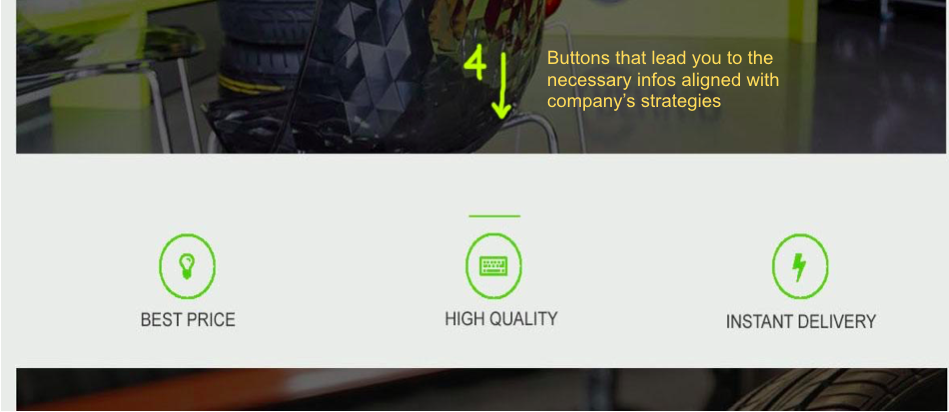 4
Buttons that lead you to the
necessary infos aligned with
company's strategies
BEST PRICE
HIGH QUALITY
INSTANT DELIVERY